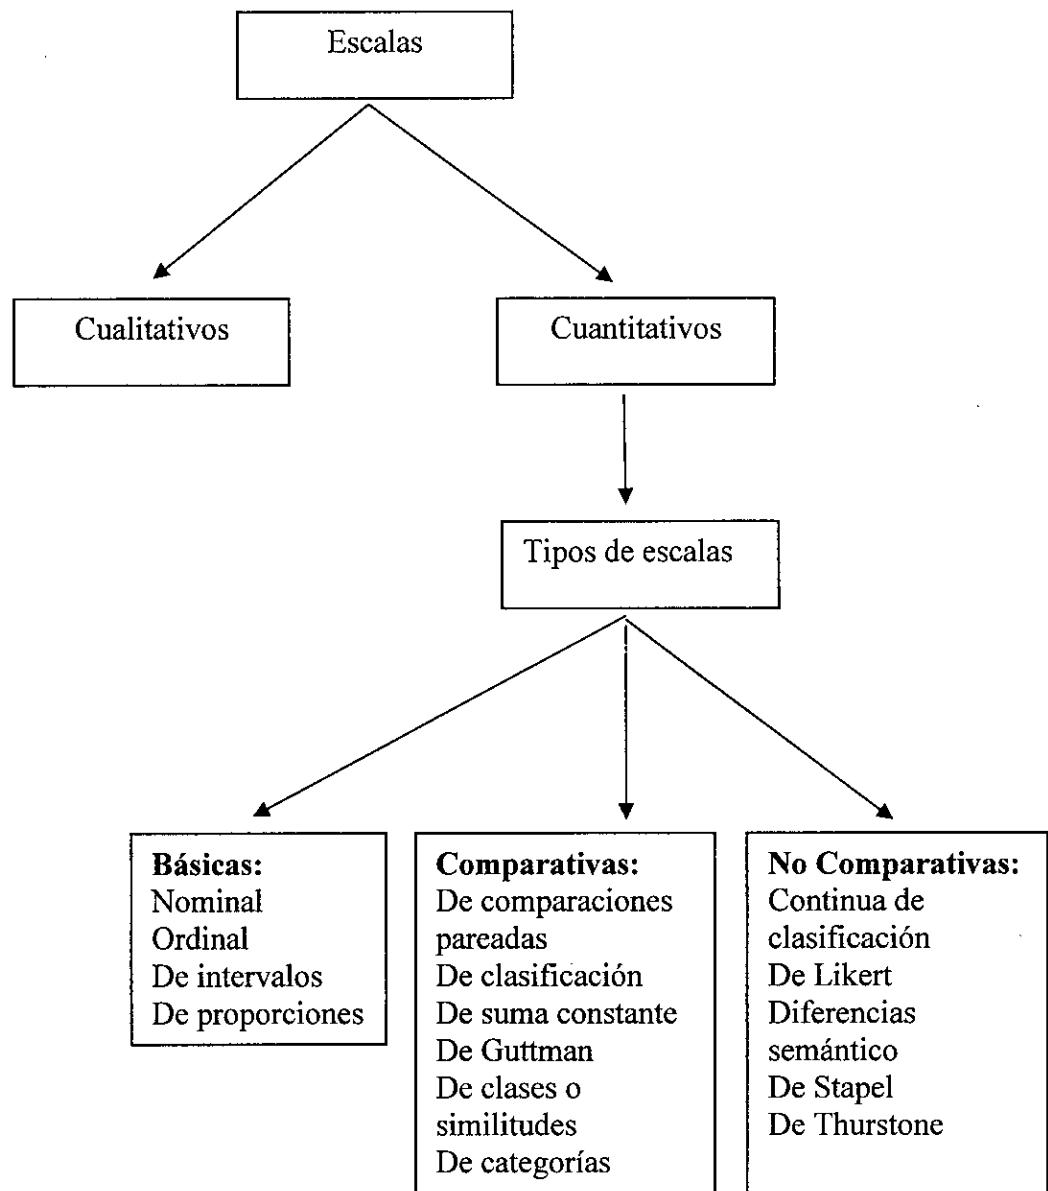 Escalas
Cualitativos
Cuantitativos
Tipos de escalas
Básicas:
Nominal
Ordinal
De intervalos
De proporciones
Comparativas:
De comparaciones
pareadas
De clasificación
De suma constante
De Guttman
De clases o
similitudes
De categorías
No Comparativas:
Continua de
clasificación
De Likert
Diferencias
semántico
De Stapel
De Thurstone